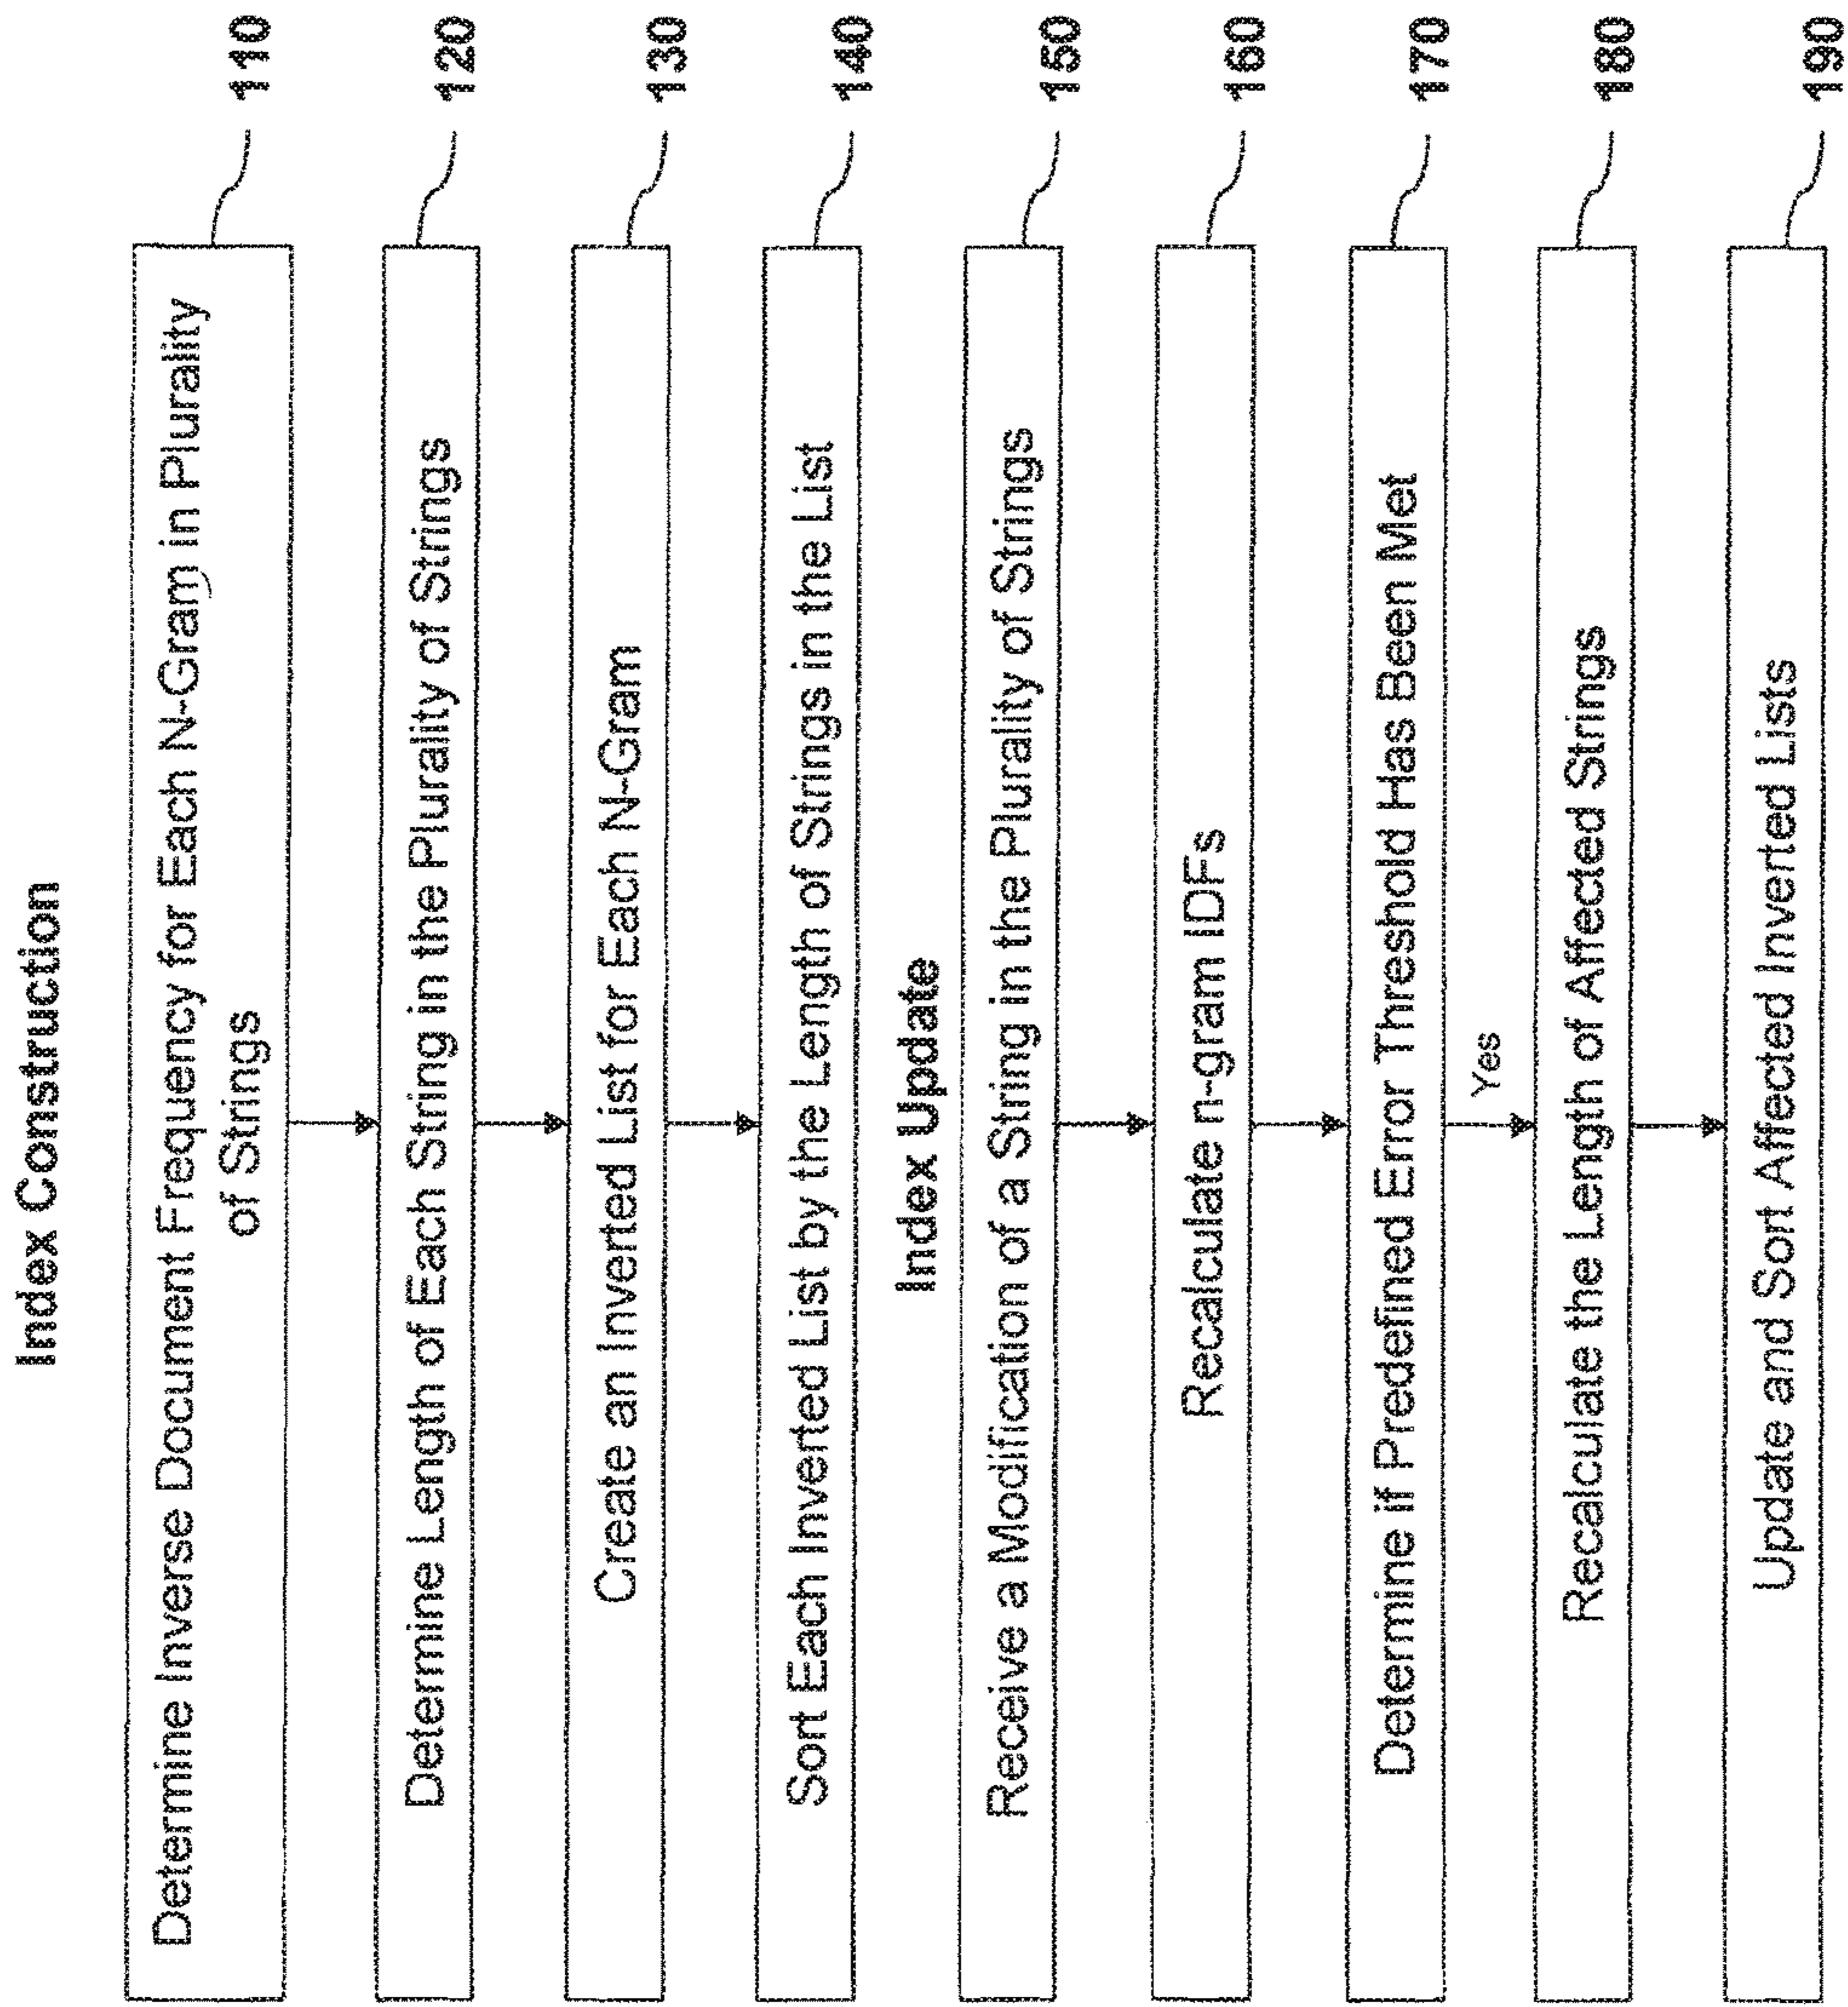 Index Construction
Determine Inverse Document Frequency for Each N-Gram in Plurality
of Strings
110
Determine Length of Each String in the Plurality of Strings
120
Create an Inverted List for Each N-Gram
130
Sort Each Inverted List by the Length of Strings in the List
140
Index Update
Receive a Modification of a String in the Plurality of Strings
150
Recalculate n-gram IDFs
160
Determine if Predefined Error Threshold Has Been Met
170
Yes
Recalculate the Length of Affected Strings
180
Update and Sort Affected Inverted Lists
190